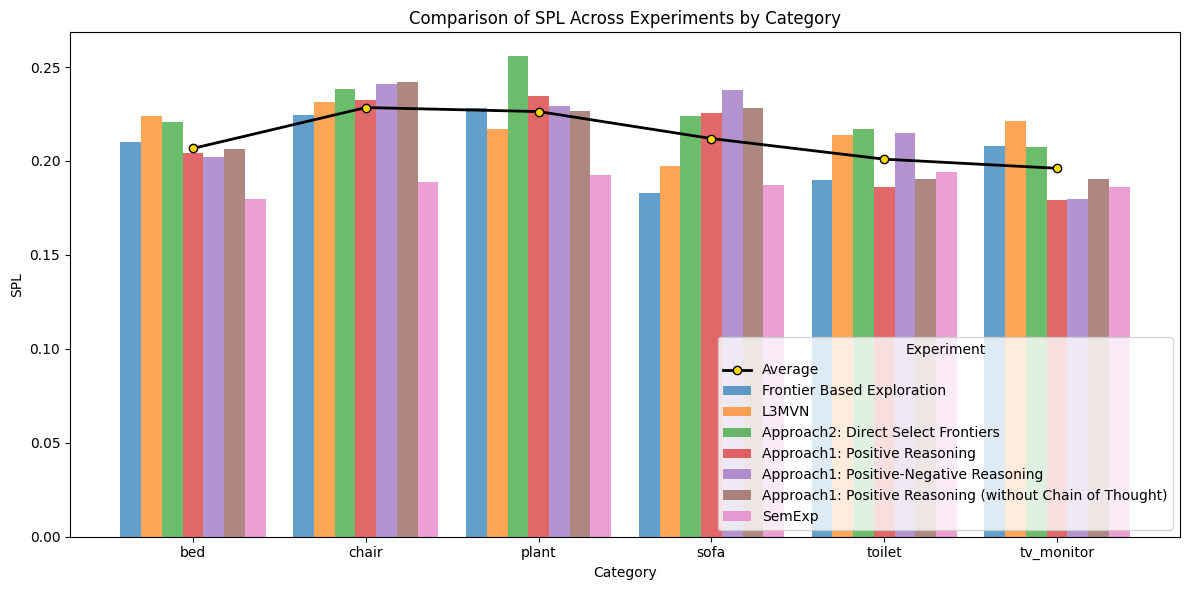 Comparison of SPL Across Experiments by Category
SPL
0.25
0.20
0.15
0.10
0.05
0.00
Experiment
Average
Frontier Based Exploration
L3MVN
Approach2: Direct Select Frontiers
Approach1: Positive Reasoning
Approach1: Positive-Negative Reasoning
Approach1: Positive Reasoning (without Chain of Thought)
SemExp
bed chair plant sofa toilet tv_monitor
Category